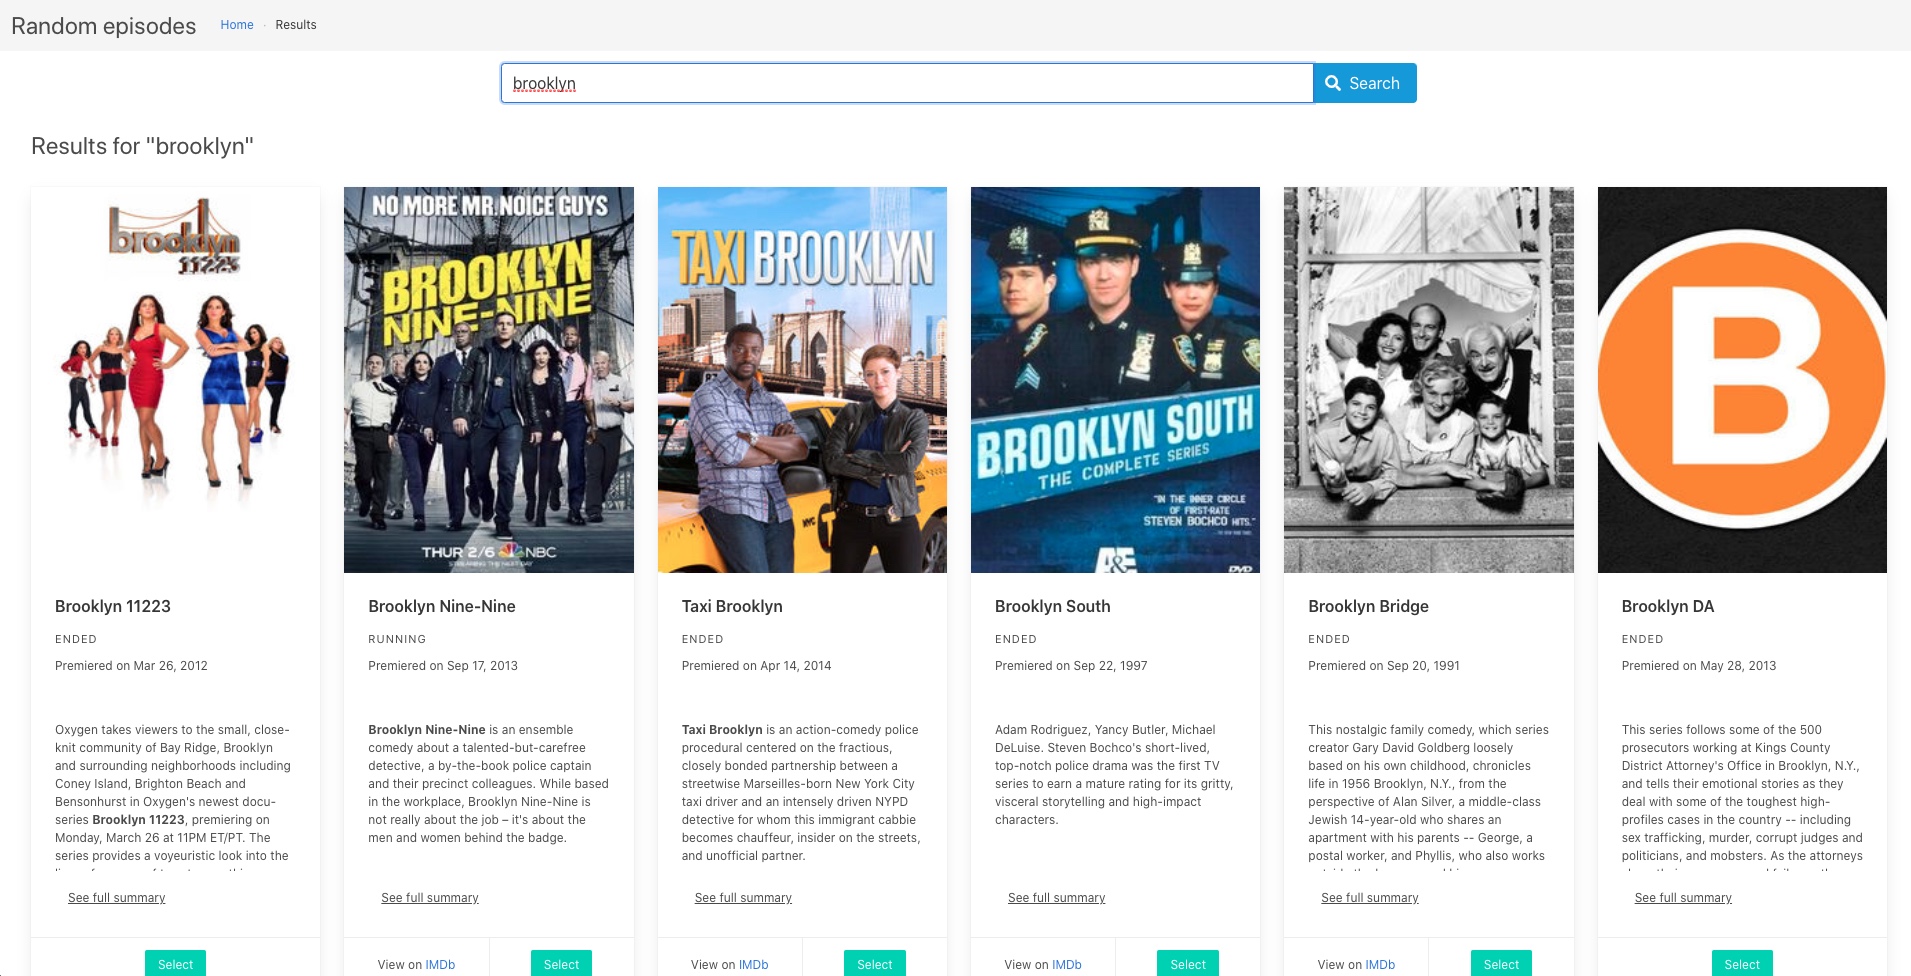 Random episodes
Home · Results
brooklyn
Search
Results for "brooklyn"
brooklyn
11223
NO MORE MR. NOICE GUYS
BROOKLYN
NINE-NINE
THUR 2/6 NBC
STREAMING THE NEXT DAY
TAXI BROOKLYN
NYC
T
BROOKLYN SOUTH
THE COMPLETE SERIES
"IN THE INNER CIRCLE
OF FIRST-RATE
STEVEN BOCHCO HITS."
A&E
DVD
B
Brooklyn 11223
ENDED
Premiered on Mar 26, 2012
Oxygen takes viewers to the small, close-
knit community of Bay Ridge, Brooklyn
and surrounding neighborhoods including
Coney Island, Brighton Beach and
Bensonhurst in Oxygen's newest docu-
series Brooklyn 11223, premiering on
Monday, March 26 at 11PM ET/PT. The
series provides a voyeuristic look into the
See full summary
Select
Brooklyn Nine-Nine
RUNNING
Premiered on Sep 17, 2013
Brooklyn Nine-Nine is an ensemble
comedy about a talented-but-carefree
detective, a by-the-book police captain
and their precinct colleagues. While based
in the workplace, Brooklyn Nine-Nine is
not really about the job – it's about the
men and women behind the badge.
See full summary
View on IMDb
Select
Taxi Brooklyn
ENDED
Premiered on Apr 14, 2014
Taxi Brooklyn is an action-comedy police
procedural centered on the fractious,
closely bonded partnership between a
streetwise Marseilles-born New York City
taxi driver and an intensely driven NYPD
detective for whom this immigrant cabbie
becomes chauffeur, insider on the streets,
and unofficial partner.
See full summary
View on IMDb
Select
Brooklyn South
ENDED
Premiered on Sep 22, 1997
Adam Rodriguez, Yancy Butler, Michael
DeLuise. Steven Bochco's short-lived,
top-notch police drama was the first TV
series to earn a mature rating for its gritty,
visceral storytelling and high-impact
characters.
See full summary
View on IMDb
Select
Brooklyn Bridge
ENDED
Premiered on Sep 20, 1991
This nostalgic family comedy, which series
creator Gary David Goldberg loosely
based on his own childhood, chronicles
life in 1956 Brooklyn, N.Y., from the
perspective of Alan Silver, a middle-class
Jewish 14-year-old who shares an
apartment with his parents -- George, a
postal worker, and Phyllis, who also works
See full summary
View on IMDb
Select
Brooklyn DA
ENDED
Premiered on May 28, 2013
This series follows some of the 500
prosecutors working at Kings County
District Attorney's Office in Brooklyn, N.Y.,
and tells their emotional stories as they
deal with some of the toughest high-
profiles cases in the country -- including
sex trafficking, murder, corrupt judges and
politicians, and mobsters. As the attorneys
See full summary
Select